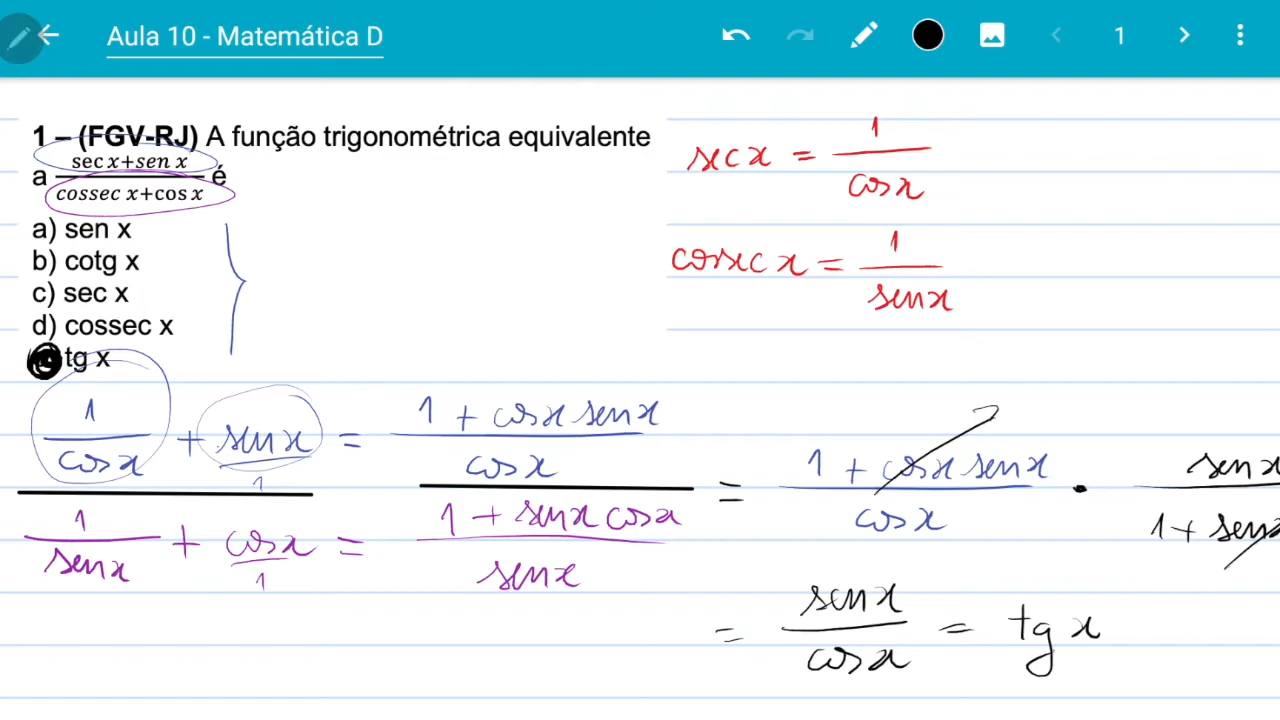 Aula 10 - Matemática D
1
1 – (FGV-RJ) A função trigonométrica equivalente
a sec x+sen x / cossec x+cos x é
a) sen x
b) cotg x
c) sec x
d) cossec x
tg x
sec x = 1 / cos x
cossec x = 1 / sen x
1 / cos x + sen x / 1 = 1 + cos x sen x / cos x
1 / sen x + cos x / 1 = 1 + sen x cos x / sen x
= 1 + cos x sen x / cos x · sen x / 1 + sen x
= sen x / cos x = tg x